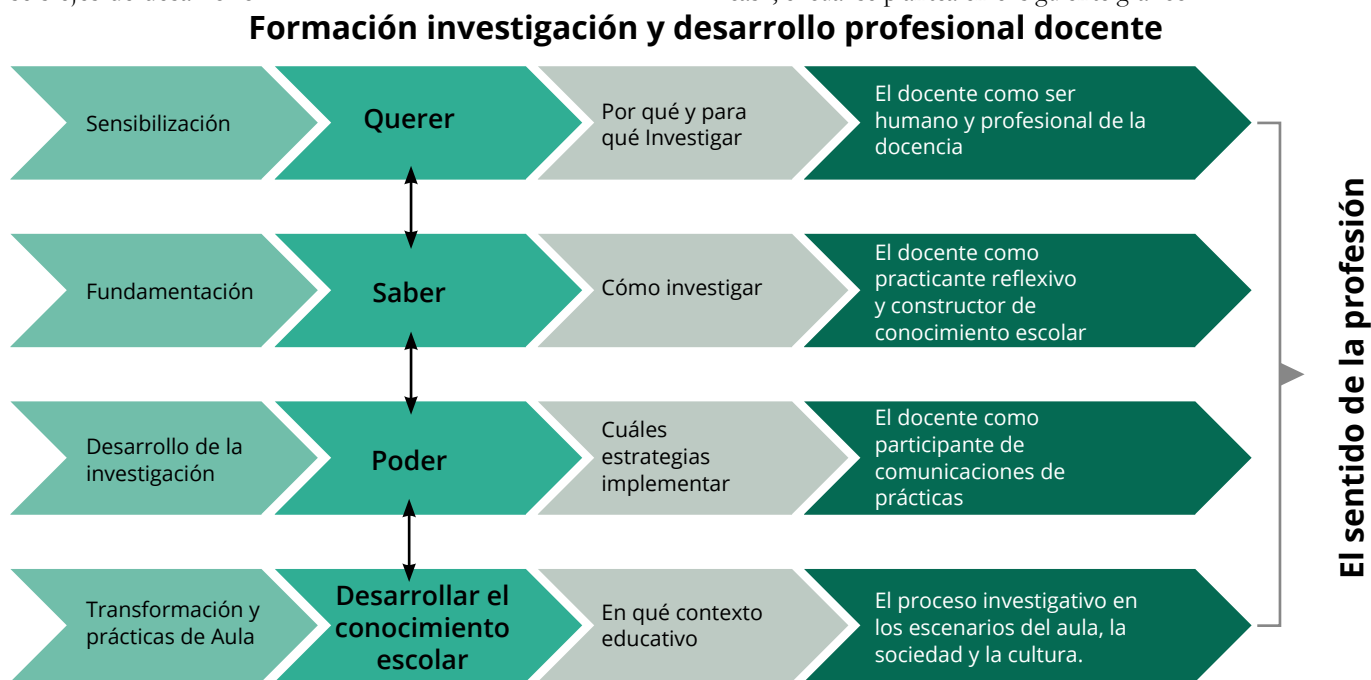 Formación investigación y desarrollo profesional docente
Sensibilización
Querer
Por qué y para
qué Investigar
El docente como ser
humano y profesional de la
docencia
Fundamentación
Saber
Cómo investigar
El docente como
practicante reflexivo
y constructor de
conocimiento escolar
Desarrollo de la
investigación
Poder
Cuáles
estrategias
implementar
El docente como
participante de
comunicaciones de
prácticas
Transformación y
prácticas de Aula
Desarrollar el
conocimiento
escolar
En qué contexto
educativo
El proceso investigativo en
los escenarios del aula, la
sociedad y la cultura.
El sentido de la profesión